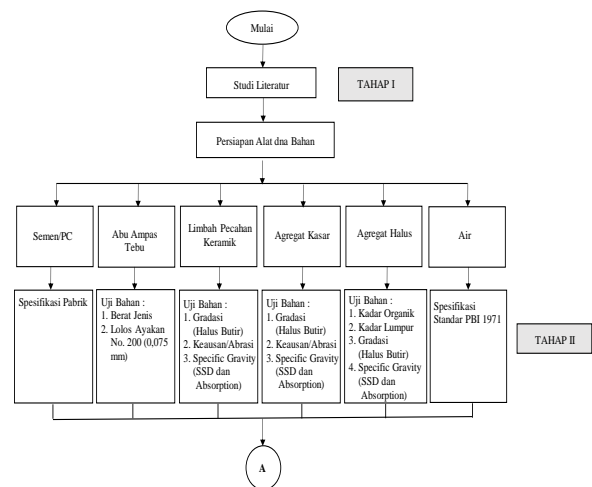 Mulai
Studi Literatur
TAHAP I
Persiapan Alat dna Bahan
Semen/PC
Abu Ampas
Tebu
Limbah Pecahan
Keramik
Agregat Kasar
Agregat Halus
Air
Spesifikasi Pabrik
Uji Bahan :
1. Berat Jenis
2. Lolos Ayakan
No. 200 (0,075
mm)
Uji Bahan :
1. Gradasi
(Halus Butir)
2. Keausan/Abrasi
3. Specific Gravity
(SSD dan
Absorption)
Uji Bahan :
1. Gradasi
(Halus Butir)
2. Keausan/Abrasi
3. Specific Gravity
(SSD dan
Absorption)
Uji Bahan :
1. Kadar Organik
2. Kadar Lumpur
3. Gradasi
(Halus Butir)
4. Specific Gravity
(SSD dan
Absorption)
Spesifikasi
Standar PBI 1971
TAHAP II
A